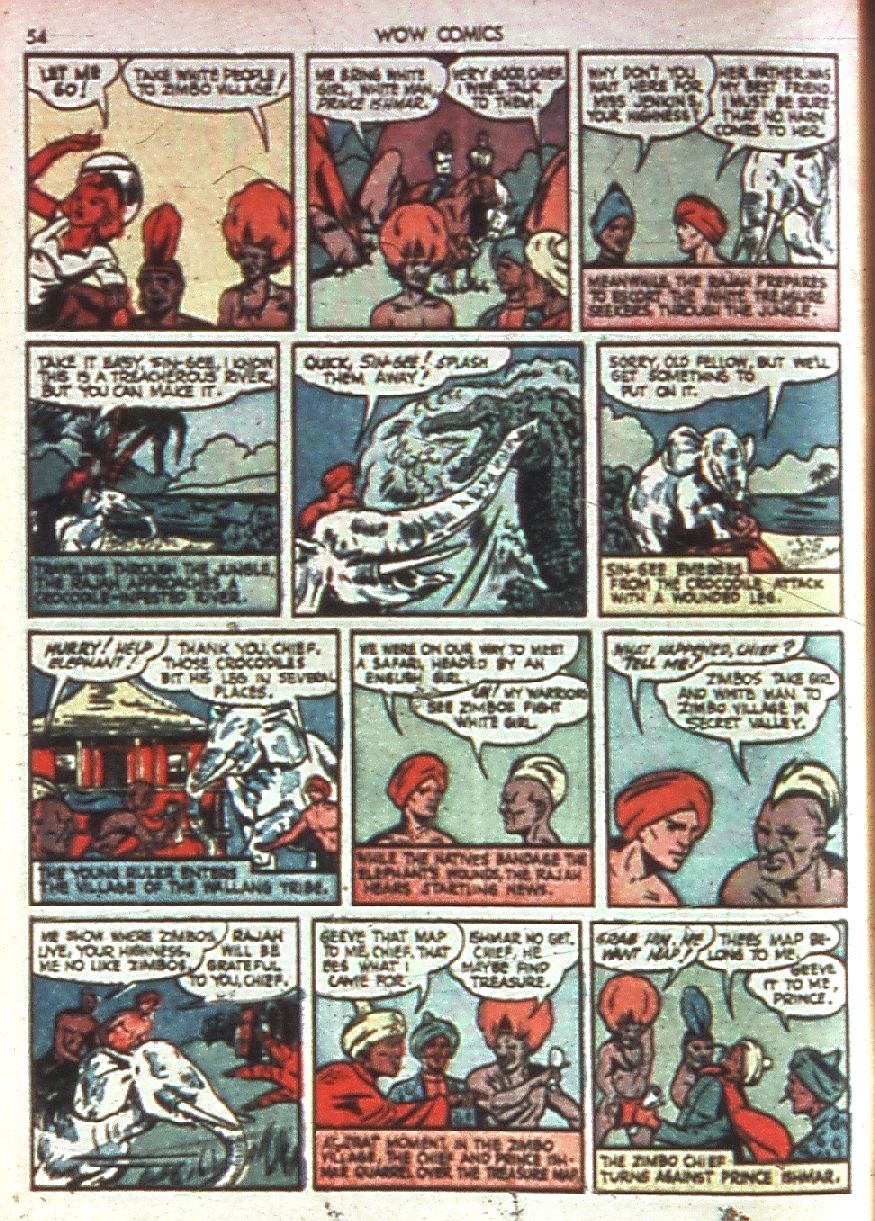 54
WOW COMICS
LET ME
GO!
TAKE WHITE PEOPLE
TO ZIMBO VILLAGE!
ME BRING WHITE
GIRL, WHITE MAN,
PRINCE ISHMAR.
VERY GOOD, CHIEF.
I WEEL TALK
TO THEM.
WHY DON'T YOU
WAIT HERE FOR
MISS JENKINS,
YOUR HIGHNESS?
HER FATHER WAS
MY BEST FRIEND.
I MUST BE SURE
THAT NO HARM
COMES TO HER.
MEANWHILE, THE RAJAH PREPARES
TO ESCORT THE WHITE TREASURE
SEEKERS THROUGH THE JUNGLE.
TAKE IT EASY, SIN-GEE, I KNOW
THIS IS A TREACHEROUS RIVER,
BUT YOU CAN MAKE IT.
TRAVELING THROUGH THE JUNGLE,
THE RAJAH APPROACHES A
CROCODILE-INFESTED RIVER.
QUICK, SIN-GEE! SPLASH
THEM AWAY!
SORRY, OLD FELLOW, BUT WE'LL
GET SOMETHING TO
PUT ON IT.
SIN-GEE EMERGES
FROM THE CROCODILE ATTACK
WITH A WOUNDED LEG.
HURRY! HELP
ELEPHANT!
THANK YOU, CHIEF.
THOSE CROCODILES
BIT HIS LEG IN SEVERAL
PLACES.
THE YOUNG RULER ENTERS
THE VILLAGE OF THE WALLANG TRIBE.
WE WERE ON OUR WAY TO MEET
A SAFARI, HEADED BY AN
ENGLISH GIRL.
UH! MY WARRIORS
SEE ZIMBOS FIGHT
WHITE GIRL.
WHILE THE NATIVES BANDAGE THE
ELEPHANT'S WOUNDS, THE RAJAH
HEARS STARTLING NEWS.
WHAT HAPPENED, CHIEF?
TELL ME!
ZIMBOS TAKE GIRL
AND WHITE MAN TO
ZIMBO VILLAGE IN
SECRET VALLEY.
ME SHOW WHERE ZIMBOS
LIVE, YOUR HIGHNESS.
ME NO LIKE ZIMBOS.
RAJAH
WILL BE
GRATEFUL
TO YOU, CHIEF.
GEEVE THAT MAP
TO ME, CHIEF, THAT
EES WHAT I
CAME FOR.
ISHMAR NO GET,
CHIEF, HE
MAYBE FIND
TREASURE.
AT THAT MOMENT IN THE ZIMBO
VILLAGE, THE CHIEF AND PRINCE ISH-
MAR QUARREL OVER THE TREASURE MAP.
GRAB HIM, HE
WANT MAP!
THEES MAP BE-
LONG TO ME.
GEEVE
IT TO ME,
PRINCE.
THE ZIMBO CHIEF
TURNS AGAINST PRINCE ISHMAR.